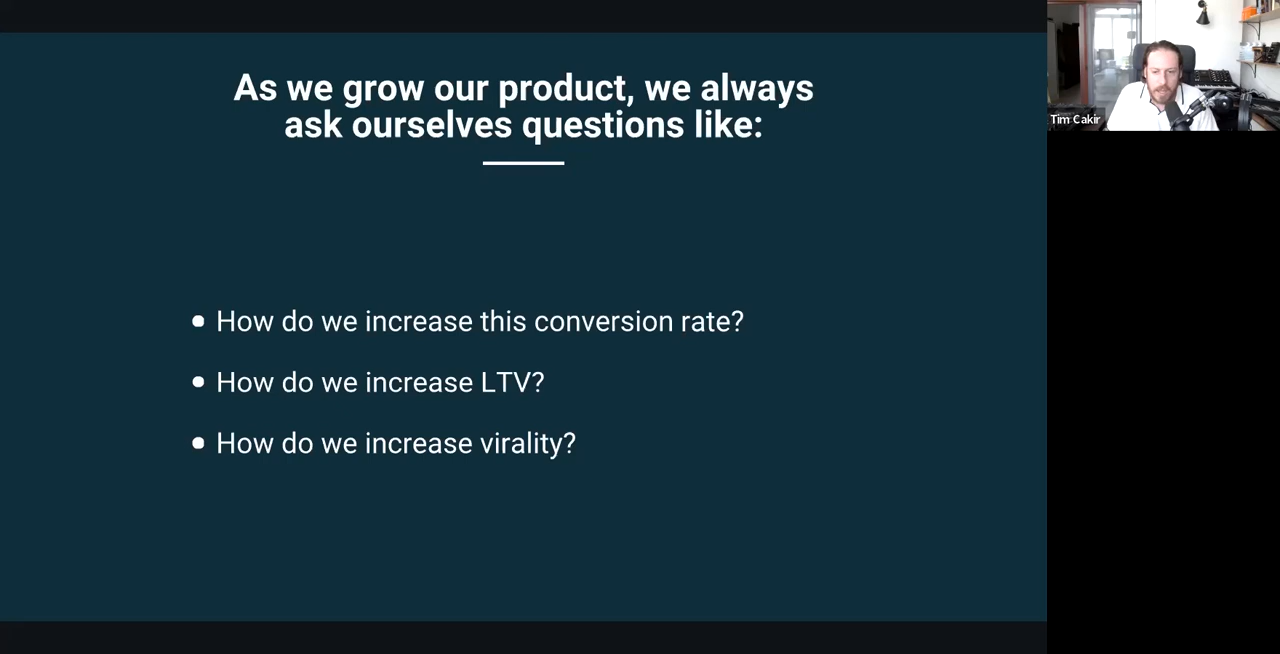 As we grow our product, we always
ask ourselves questions like:
How do we increase this conversion rate?
How do we increase LTV?
How do we increase virality?
Tim Cakir